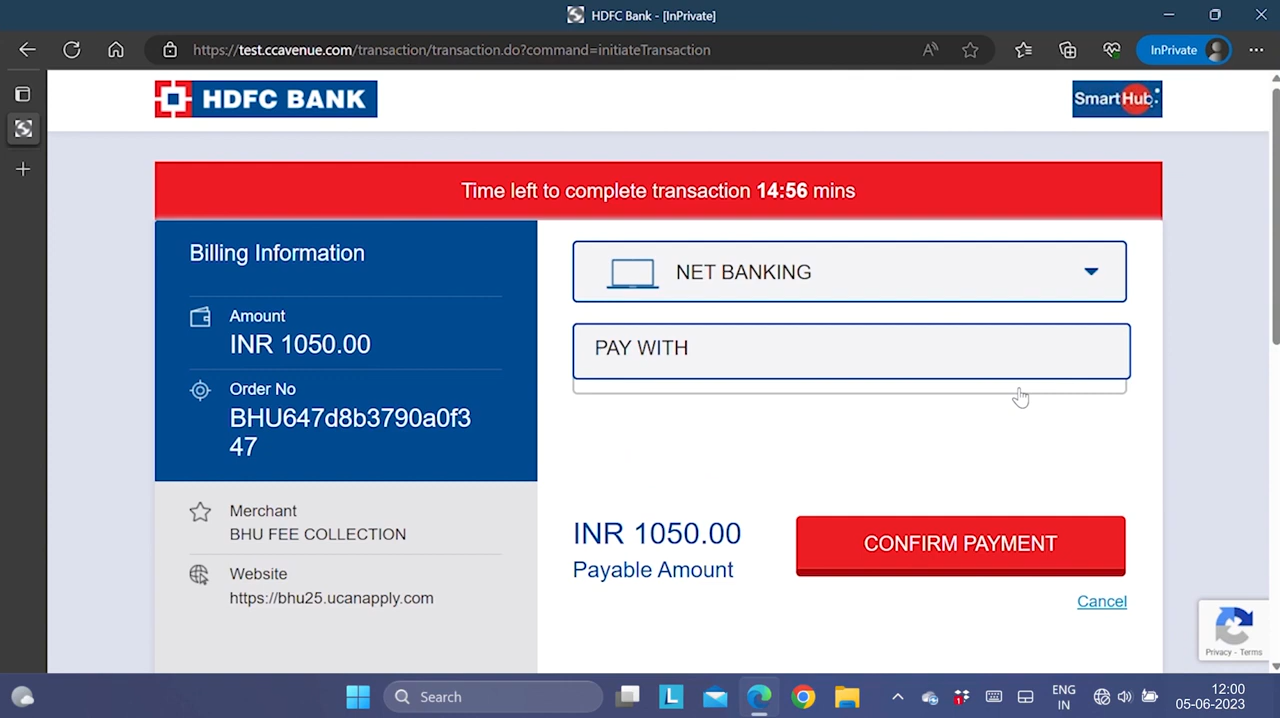 HDFC Bank - [InPrivate]
https://test.ccavenue.com/transaction/transaction.do?command=initiateTransaction
InPrivate
HDFC BANK
SmartHub.
Time left to complete transaction 14:56 mins
Billing Information
Amount
INR 1050.00
Order No
BHU647d8b3790a0f3
47
Merchant
BHU FEE COLLECTION
Website
https://bhu25.ucanapply.com
NET BANKING
PAY WITH
INR 1050.00
Payable Amount
CONFIRM PAYMENT
Cancel
Privacy - Terms
Search
L
1
ENG
IN
12:00
05-06-2023